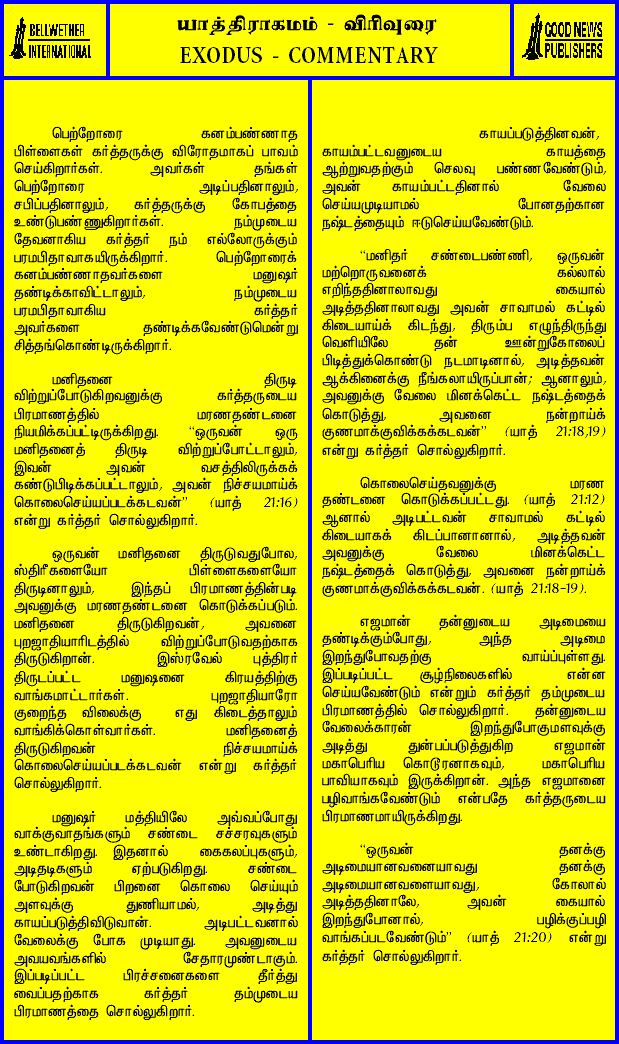 BELLWETHER
INTERNATIONAL
யாத்திராகமம் - விரிவுரை
EXODUS - COMMENTARY
GOOD NEWS
PUBLISHERS
பெற்றோரை கனம்பண்ணாத
பிள்ளைகள் கர்த்தருக்கு விரோதமாகப் பாவம்
செய்கிறார்கள். அவர்கள் தங்கள்
பெற்றோரை அடிப்பதினாலும்,
சபிப்பதினாலும், கர்த்தருக்கு கோபத்தை
உண்டுபண்ணுகிறார்கள். நம்முடைய
தேவனாகிய கர்த்தர் நம் எல்லோருக்கும்
பரமபிதாவாகயிருக்கிறார். பெற்றோரைக்
கனம்பண்ணாதவர்களை மனுஷர்
தண்டிக்காவிட்டாலும், நம்முடைய
பரமபிதாவாகிய கர்த்தர்
அவர்களை தண்டிக்கவேண்டுமென்று
சித்தங்கொண்டிருக்கிறார்.
மனிதனை திருடி
விற்றுப்போடுகிறவனுக்கு கர்த்தருடைய
பிரமாணத்தில் மரணதண்டனை
நியமிக்கப்பட்டிருக்கிறது. “ஒருவன் ஒரு
மனிதனைத் திருடி விற்றுப்போட்டாலும்,
இவன் அவன் வசத்திலிருக்கக்
கண்டுபிடிக்கப்பட்டாலும், அவன் நிச்சயமாய்க்
கொலைசெய்யப்படக்கடவன்” (யாத் 21:16)
என்று கர்த்தர் சொல்லுகிறார்.
ஒருவன் மனிதனை திருடுவதுபோல,
ஸ்திரீகளையோ பிள்ளைகளையோ
திருடினாலும், இந்தப் பிரமாணத்தின்படி
அவனுக்கு மரணதண்டனை கொடுக்கப்படும்.
மனிதனை திருடுகிறவன், அவனை
புறஜாதியாரிடத்தில் விற்றுப்போடுவதற்காக
திருடுகிறான். இஸ்ரவேல் புத்திரர்
திருடப்பட்ட மனுஷனை கிரயத்திற்கு
வாங்கமாட்டார்கள். புறஜாதியாரோ
குறைந்த விலைக்கு எது கிடைத்தாலும்
வாங்கிக்கொள்வார்கள். மனிதனைத்
திருடுகிறவன் நிச்சயமாய்க்
கொலைசெய்யப்படக்கடவன் என்று கர்த்தர்
சொல்லுகிறார்.
மனுஷர் மத்தியிலே அவ்வப்போது
வாக்குவாதங்களும் சண்டை சச்சரவுகளும்
உண்டாகிறது. இதனால் கைகலப்புகளும்,
அடிதடிகளும் ஏற்படுகிறது. சண்டை
போடுகிறவன் பிறனை கொலை செய்யும்
அளவுக்கு துணியாமல், அடித்து
காயப்படுத்திவிடுவான். அடிபட்டவனால்
வேலைக்கு போக முடியாது. அவனுடைய
அவயவங்களில் சேதாரமுண்டாகும்.
இப்படிப்பட்ட பிரச்சனைகளை தீர்த்து
வைப்பதற்காக கர்த்தர் தம்முடைய
பிரமாணத்தை சொல்லுகிறார்.
காயப்படுத்தினவன்,
காயம்பட்டவனுடைய காயத்தை
ஆற்றுவதற்கும் செலவு பண்ணவேண்டும்,
அவன் காயம்பட்டதினால் வேலை
செய்யமுடியாமல் போனதற்கான
நஷ்டத்தையும் ஈடுசெய்யவேண்டும்.
“மனிதர் சண்டைபண்ணி, ஒருவன்
மற்றொருவனைக் கல்லால்
எறிந்ததினாலாவது கையால்
அடித்ததினாலாவது அவன் சாவாமல் கட்டில்
கிடையாய்க் கிடந்து, திரும்ப எழுந்திருந்து
வெளியிலே தன் ஊன்றுகோலைப்
பிடித்துக்கொண்டு நடமாடினால், அடித்தவன்
ஆக்கினைக்கு நீங்கலாயிருப்பான்; ஆனாலும்,
அவனுக்கு வேலை மினக்கெட்ட நஷ்டத்தைக்
கொடுத்து, அவனை நன்றாய்க்
குணமாக்குவிக்கக்கடவன்” (யாத் 21:18,19)
என்று கர்த்தர் சொல்லுகிறார்.
கொலைசெய்தவனுக்கு மரண
தண்டனை கொடுக்கப்பட்டது. (யாத் 21:12)
ஆனால் அடிபட்டவன் சாவாமல் கட்டில்
கிடையாகக் கிடப்பானானால், அடித்தவன்
அவனுக்கு வேலை மினக்கெட்ட
நஷ்டத்தைக் கொடுத்து, அவனை நன்றாய்க்
குணமாக்குவிக்கக்கடவன். (யாத் 21:18-19).
எஜமான் தன்னுடைய அடிமையை
தண்டிக்கும்போது, அந்த அடிமை
இறந்துபோவதற்கு வாய்ப்புள்ளது.
இப்படிப்பட்ட சூழ்நிலைகளில் என்ன
செய்யவேண்டும் என்றும் கர்த்தர் தம்முடைய
பிரமாணத்தில் சொல்லுகிறார். தன்னுடைய
வேலைக்காரன் இறந்துபோகுமளவுக்கு
அடித்து துன்பப்படுத்துகிற எஜமான்
மகாபெரிய கொடூரனாகவும், மகாபெரிய
பாவியாகவும் இருக்கிறான். அந்த எஜமானை
பழிவாங்கவேண்டும் என்பதே கர்த்தருடைய
பிரமாணமாயிருக்கிறது.
“ஒருவன் தனக்கு
அடிமையானவனையாவது தனக்கு
அடிமையானவளையாவது, கோலால்
அடித்ததினாலே, அவன் கையால்
இறந்துபோனால், பழிக்குப்பழி
வாங்கப்படவேண்டும்” (யாத் 21:20) என்று
கர்த்தர் சொல்லுகிறார்.